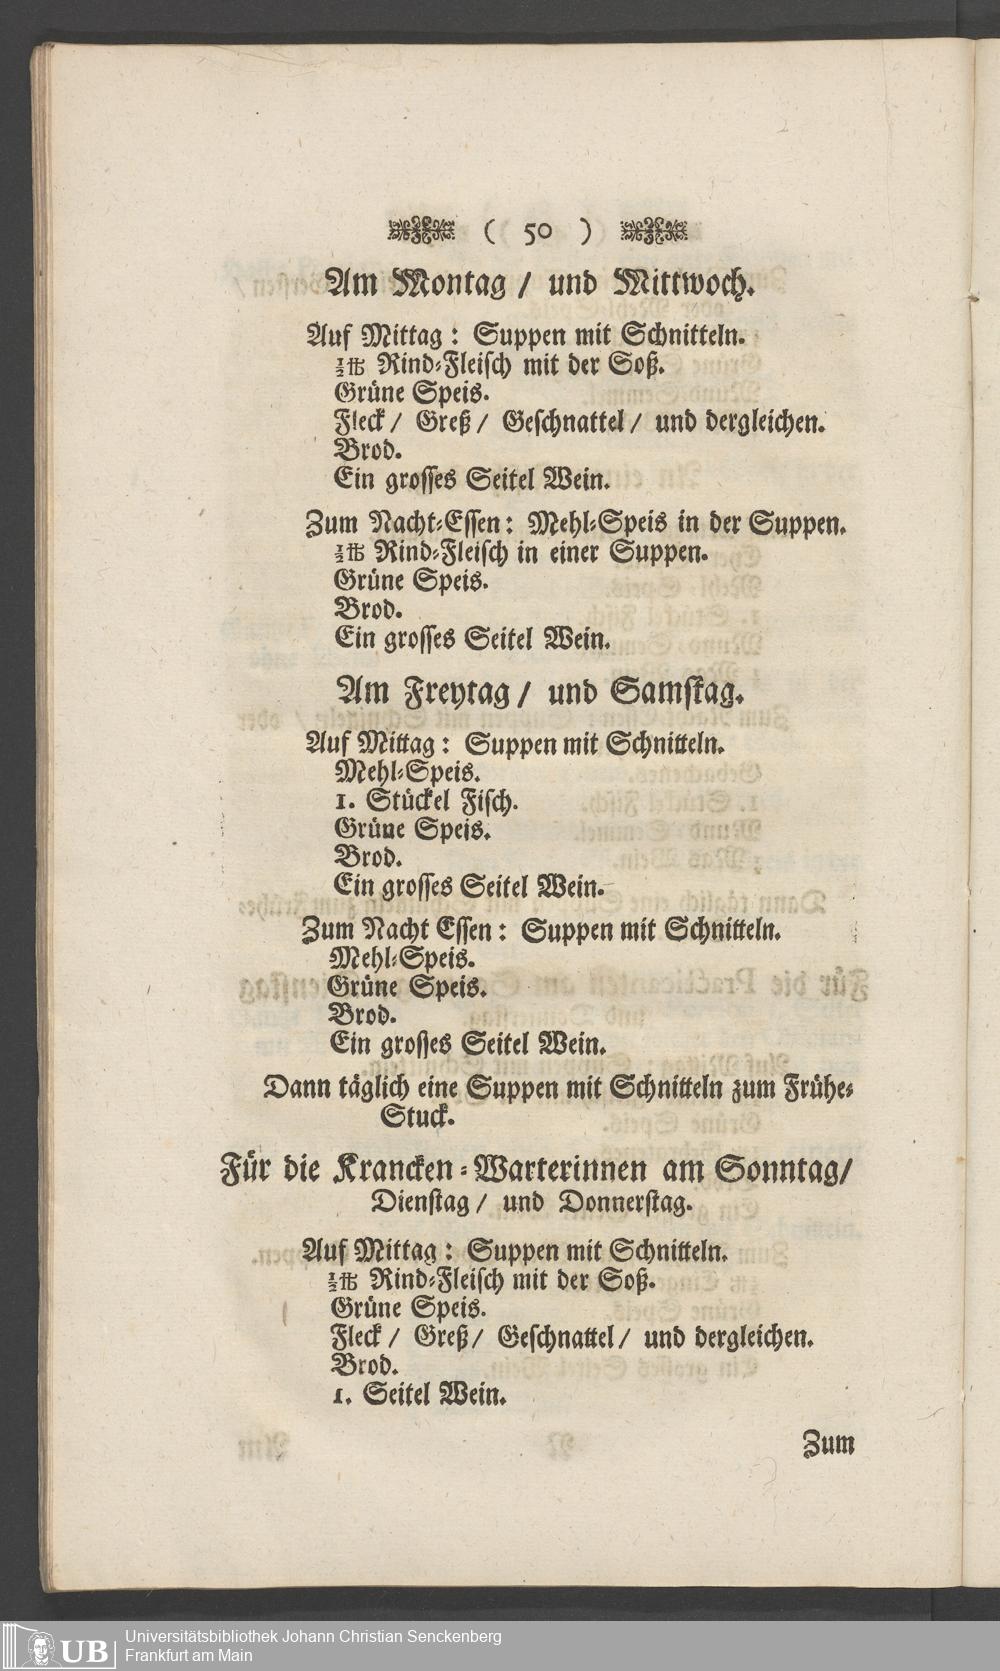 ( 50 )
Am Montag / und Mittwoch.
Auf Mittag : Suppen mit Schnitteln.
½ ℔ Rind-Fleisch mit der Soß.
Grüne Speis.
Fleck / Greß / Geschnattel / und dergleichen.
Brod.
Ein grosses Seitel Wein.
Zum Nacht-Essen : Mehl-Speis in der Suppen.
½ ℔ Rind-Fleisch in einer Suppen.
Grüne Speis.
Brod.
Ein grosses Seitel Wein.
Am Freytag / und Samstag.
Auf Mittag : Suppen mit Schnitteln.
Mehl-Speis.
1. Stückel Fisch.
Grüne Speis.
Brod.
Ein grosses Seitel Wein.
Zum Nacht Essen : Suppen mit Schnitteln.
Mehl-Speis.
Grüne Speis.
Brod.
Ein grosses Seitel Wein.
Dann täglich eine Suppen mit Schnitteln zum Frühe-
Stuck.
Für die Krancken-Warterinnen am Sonntag /
Dienstag / und Donnerstag.
Auf Mittag : Suppen mit Schnitteln.
½ ℔ Rind-Fleisch mit der Soß.
Grüne Speis.
Fleck / Greß / Geschnattel / und dergleichen.
Brod.
1. Seitel Wein.
Zum
UB
Universitätsbibliothek Johann Christian Senckenberg
Frankfurt am Main